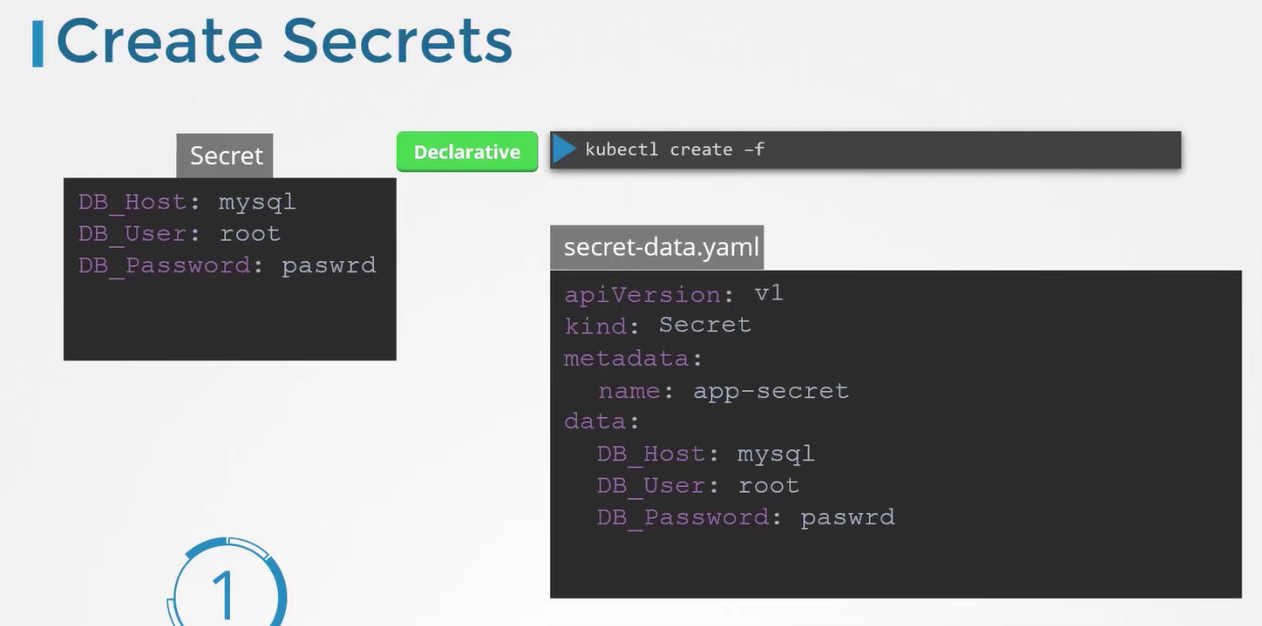 Create Secrets
Secret
DB_Host: mysql
DB_User: root
DB_Password: paswrd
1
Declarative
kubectl create –f
secret-data.yaml
apiVersion: v1
kind: Secret
metadata:
  name: app-secret
data:
  DB_Host: mysql
  DB_User: root
  DB_Password: paswrd